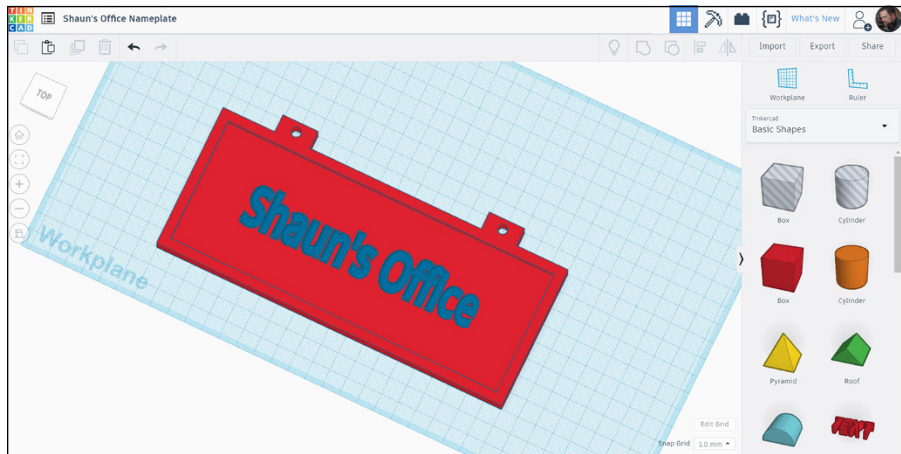 TIN
KER
CAD
Shaun's Office Nameplate
What's New
Import
Export
Share
TOP
Workplane
Ruler
Tinkercad
Basic Shapes
Box
Cylinder
Box
Cylinder
Pyramid
Roof
TEXT
Shaun's Office
Workplane
Edit Grid
Snap Grid 1.0 mm